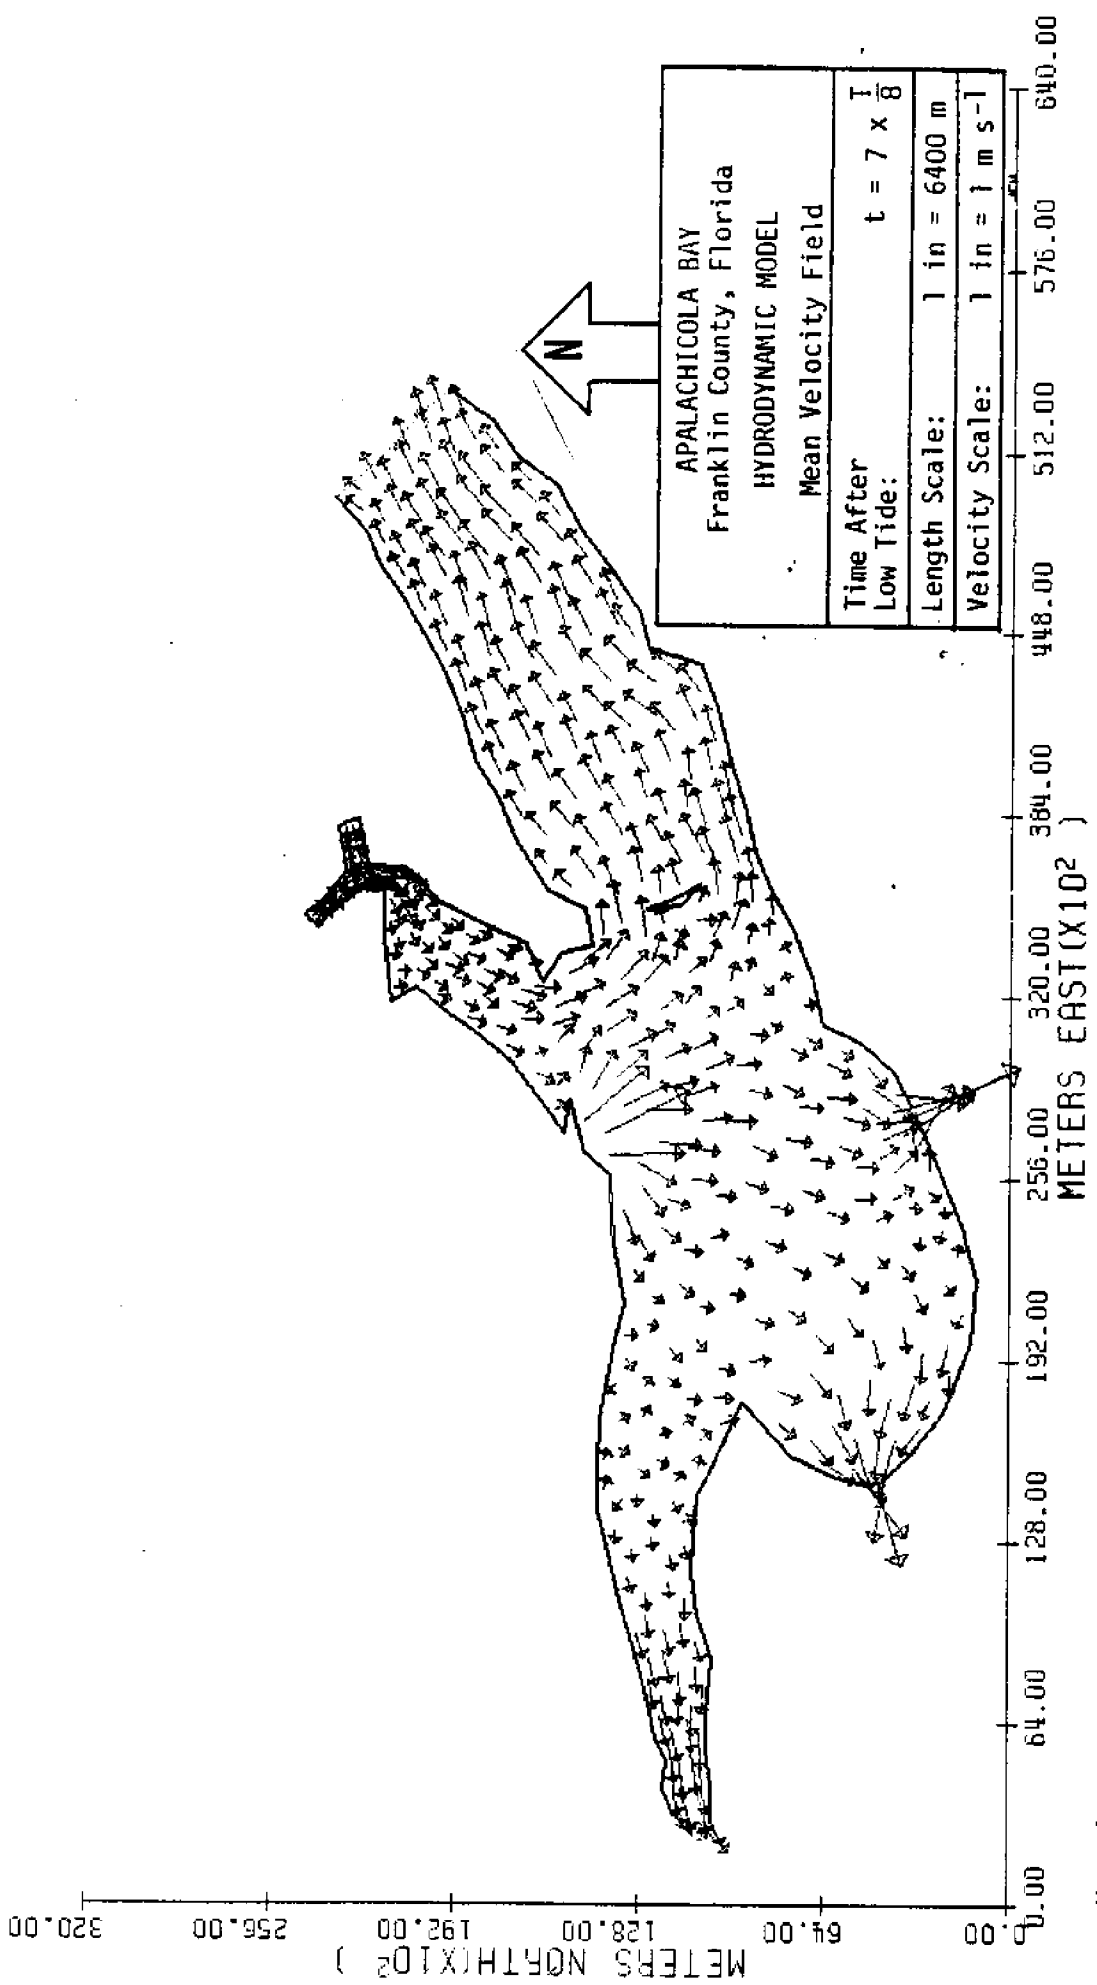 N
APALACHICOLA BAY
Franklin County, Florida
HYDRODYNAMIC MODEL
Mean Velocity Field
Time After
Low Tide: t = 7 x T/8
Length Scale: 1 in = 6400 m
Velocity Scale: 1 in = 1 m s-1
METERS NORTH(X10²)
320.00
256.00
192.00
128.00
64.00
0.00
0.00 64.00 128.00 192.00 256.00 320.00 384.00 448.00 512.00 576.00 640.00
METERS EAST(X10²)